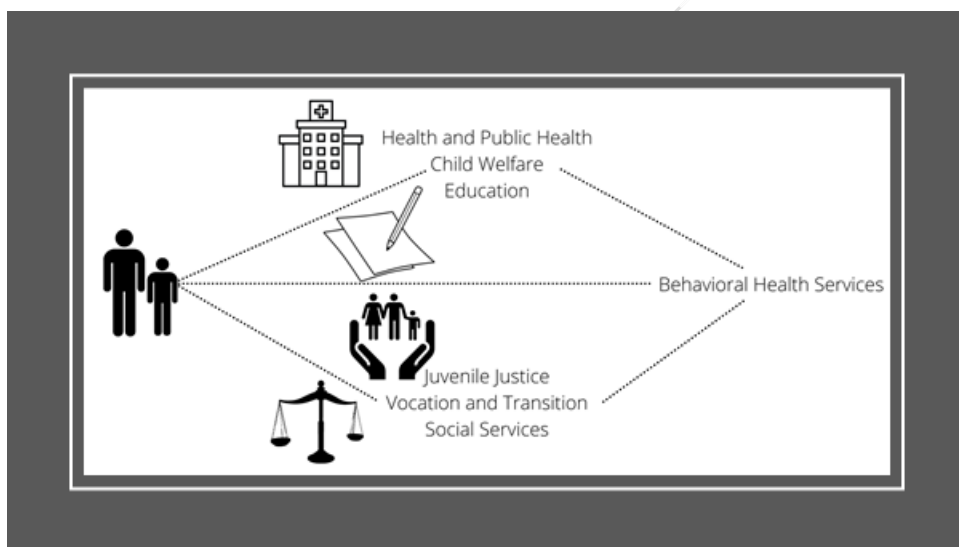 Health and Public Health
Child Welfare
Education
Behavioral Health Services
Juvenile Justice
Vocation and Transition
Social Services